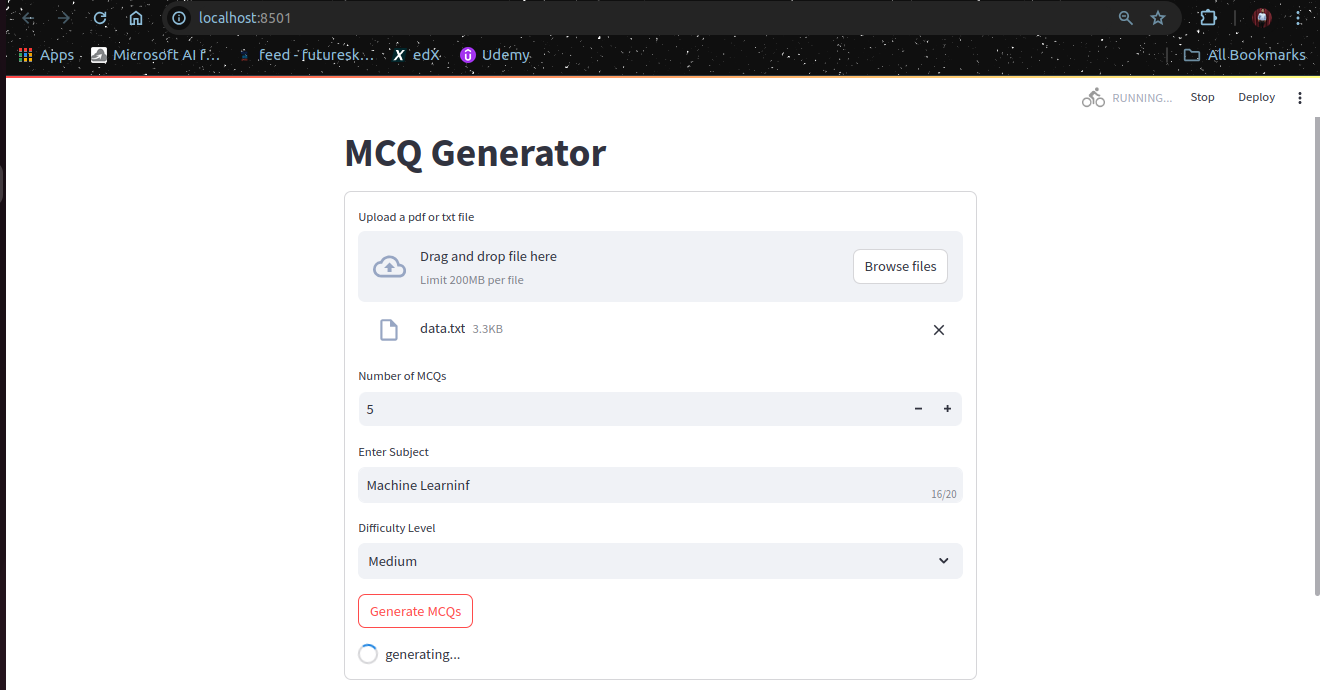 localhost:8501
Apps Microsoft AI f... feed - futuresk... edX Udemy All Bookmarks
RUNNING... Stop Deploy
MCQ Generator
Upload a pdf or txt file
Drag and drop file here
Limit 200MB per file
Browse files
data.txt 3.3KB
Number of MCQs
5
Enter Subject
Machine Learninf
16/20
Difficulty Level
Medium
Generate MCQs
generating...